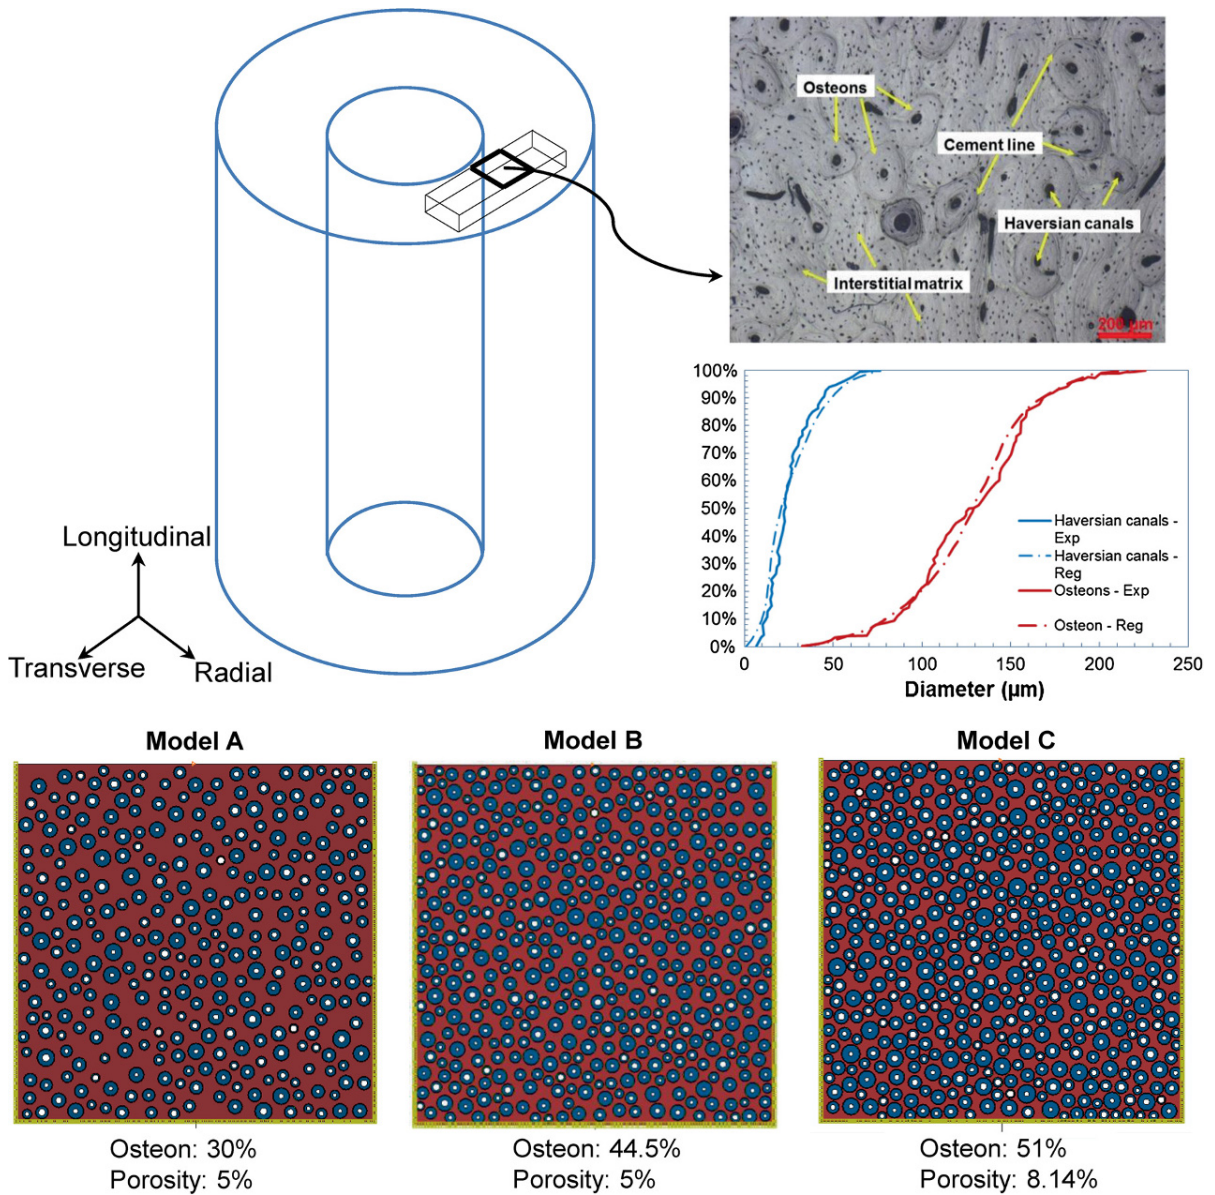 Osteons
Cement line
Haversian canals
Interstitial matrix
200 µm
Longitudinal
Transverse
Radial
100%
90%
80%
70%
60%
50%
40%
30%
20%
10%
0%
0
50
100
150
200
250
Diameter (µm)
Haversian canals -
Exp
Haversian canals -
Reg
Osteons - Exp
Osteon - Reg
Model A
Model B
Model C
Osteon: 30%
Porosity: 5%
Osteon: 44.5%
Porosity: 5%
Osteon: 51%
Porosity: 8.14%